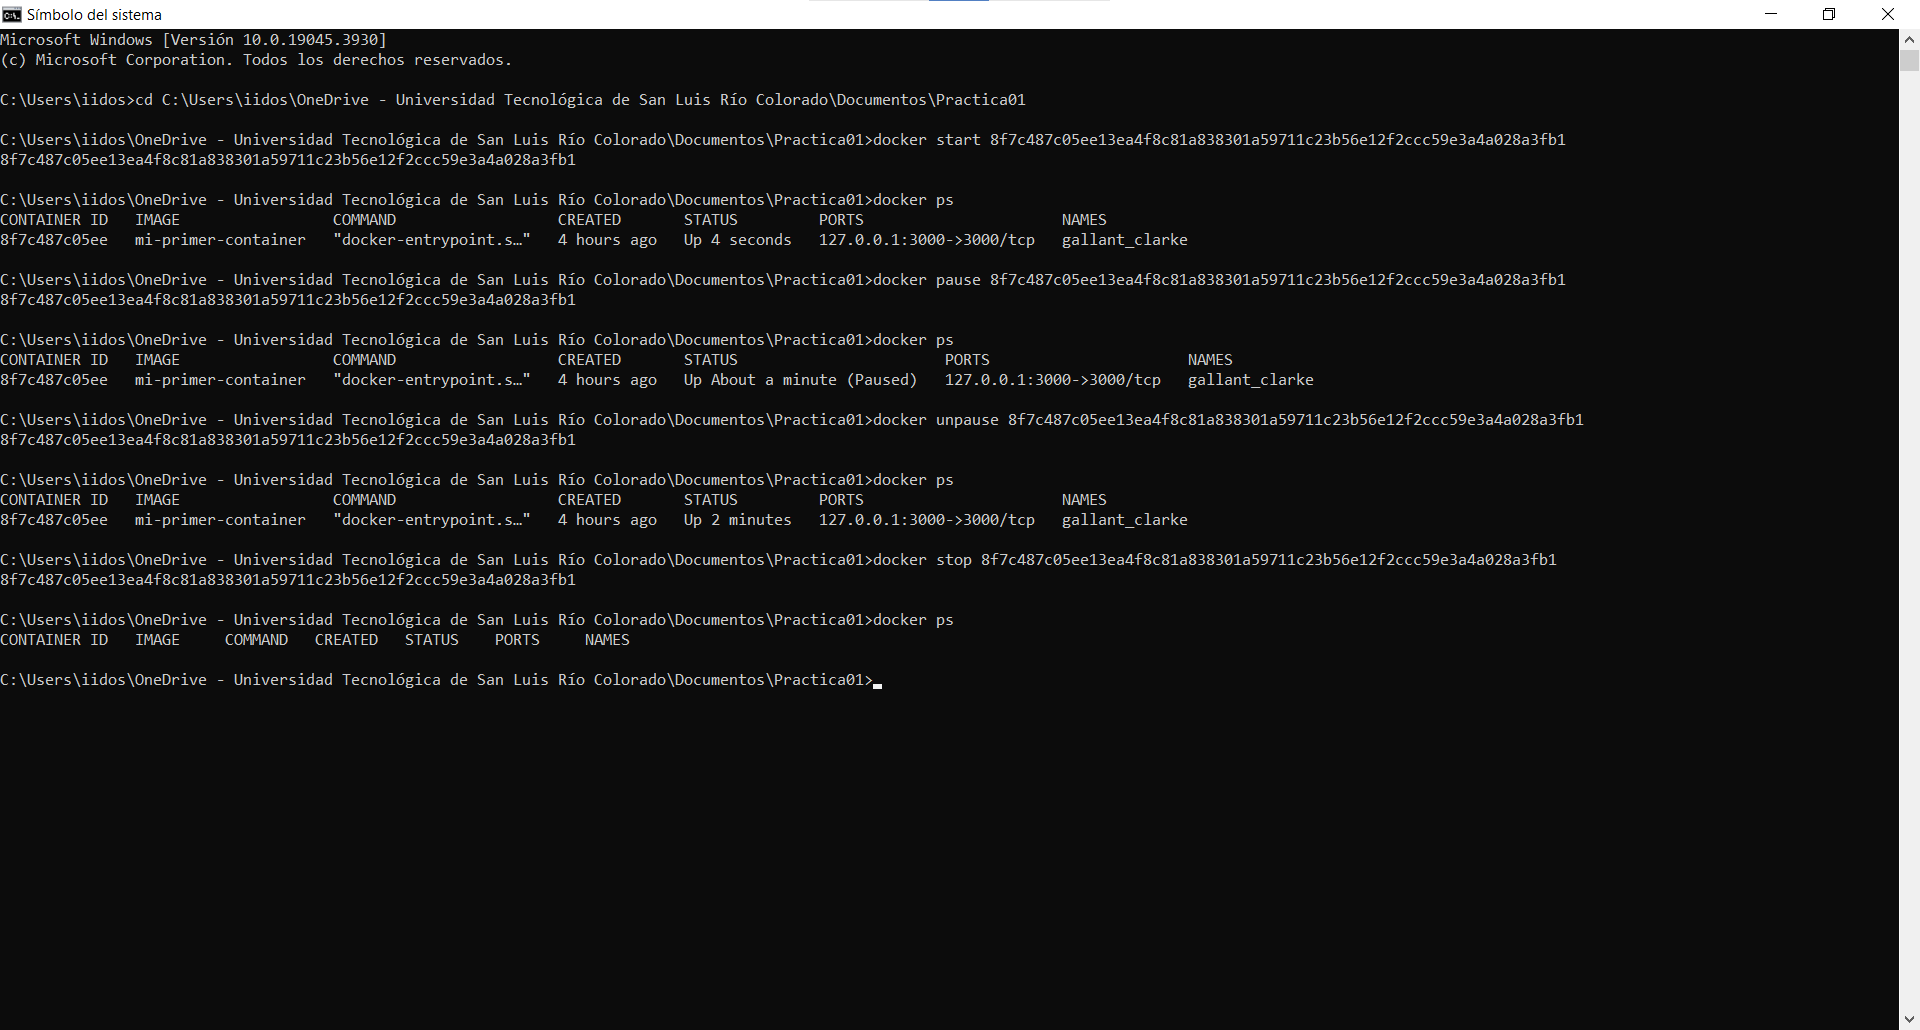 Símbolo del sistema
Microsoft Windows [Versión 10.0.19045.3930]
(c) Microsoft Corporation. Todos los derechos reservados.
C:\Users\iidos>cd C:\Users\iidos\OneDrive - Universidad Tecnológica de San Luis Río Colorado\Documentos\Practica01
C:\Users\iidos\OneDrive - Universidad Tecnológica de San Luis Río Colorado\Documentos\Practica01>docker start 8f7c487c05ee13ea4f8c81a838301a59711c23b56e12f2ccc59e3a4a028a3fb1
8f7c487c05ee13ea4f8c81a838301a59711c23b56e12f2ccc59e3a4a028a3fb1
C:\Users\iidos\OneDrive - Universidad Tecnológica de San Luis Río Colorado\Documentos\Practica01>docker ps
CONTAINER ID   IMAGE                 COMMAND                  CREATED       STATUS         PORTS                      NAMES
8f7c487c05ee   mi-primer-container   "docker-entrypoint.s…"   4 hours ago   Up 4 seconds   127.0.0.1:3000->3000/tcp   gallant_clarke
C:\Users\iidos\OneDrive - Universidad Tecnológica de San Luis Río Colorado\Documentos\Practica01>docker pause 8f7c487c05ee13ea4f8c81a838301a59711c23b56e12f2ccc59e3a4a028a3fb1
8f7c487c05ee13ea4f8c81a838301a59711c23b56e12f2ccc59e3a4a028a3fb1
C:\Users\iidos\OneDrive - Universidad Tecnológica de San Luis Río Colorado\Documentos\Practica01>docker ps
CONTAINER ID   IMAGE                 COMMAND                  CREATED       STATUS                       PORTS                      NAMES
8f7c487c05ee   mi-primer-container   "docker-entrypoint.s…"   4 hours ago   Up About a minute (Paused)   127.0.0.1:3000->3000/tcp   gallant_clarke
C:\Users\iidos\OneDrive - Universidad Tecnológica de San Luis Río Colorado\Documentos\Practica01>docker unpause 8f7c487c05ee13ea4f8c81a838301a59711c23b56e12f2ccc59e3a4a028a3fb1
8f7c487c05ee13ea4f8c81a838301a59711c23b56e12f2ccc59e3a4a028a3fb1
C:\Users\iidos\OneDrive - Universidad Tecnológica de San Luis Río Colorado\Documentos\Practica01>docker ps
CONTAINER ID   IMAGE                 COMMAND                  CREATED       STATUS         PORTS                      NAMES
8f7c487c05ee   mi-primer-container   "docker-entrypoint.s…"   4 hours ago   Up 2 minutes   127.0.0.1:3000->3000/tcp   gallant_clarke
C:\Users\iidos\OneDrive - Universidad Tecnológica de San Luis Río Colorado\Documentos\Practica01>docker stop 8f7c487c05ee13ea4f8c81a838301a59711c23b56e12f2ccc59e3a4a028a3fb1
8f7c487c05ee13ea4f8c81a838301a59711c23b56e12f2ccc59e3a4a028a3fb1
C:\Users\iidos\OneDrive - Universidad Tecnológica de San Luis Río Colorado\Documentos\Practica01>docker ps
CONTAINER ID   IMAGE     COMMAND   CREATED   STATUS    PORTS     NAMES
C:\Users\iidos\OneDrive - Universidad Tecnológica de San Luis Río Colorado\Documentos\Practica01>